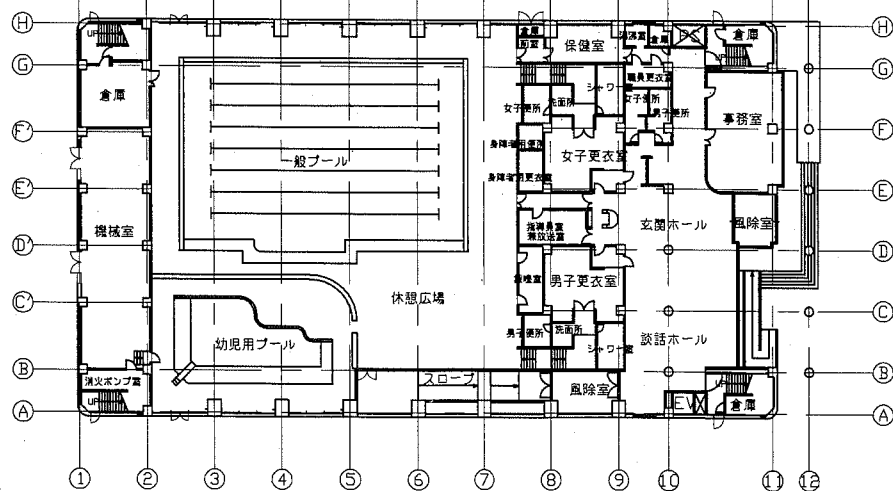 H
UP
倉庫
前室
保健室
湯沸室
倉庫
PS
倉庫
UP
H
G
倉庫
シャワー室
職員更衣室
G
女子便所
洗面所
女子便所
男子便所
事務室
F'
一般プール
身障者用便所
女子更衣室
F
E'
身障者用更衣室
E
機械室
指導員室
兼放送室
玄関ホール
風除室
D'
D
休憩広場
男子更衣室
C'
C
幼児用プール
男子便所
洗面所
シャワー室
談話ホール
B
消火ポンプ室
スロープ
風除室
UP
B
A
UP
EV
倉庫
A
1
2
3
4
5
6
7
8
9
10
11
12